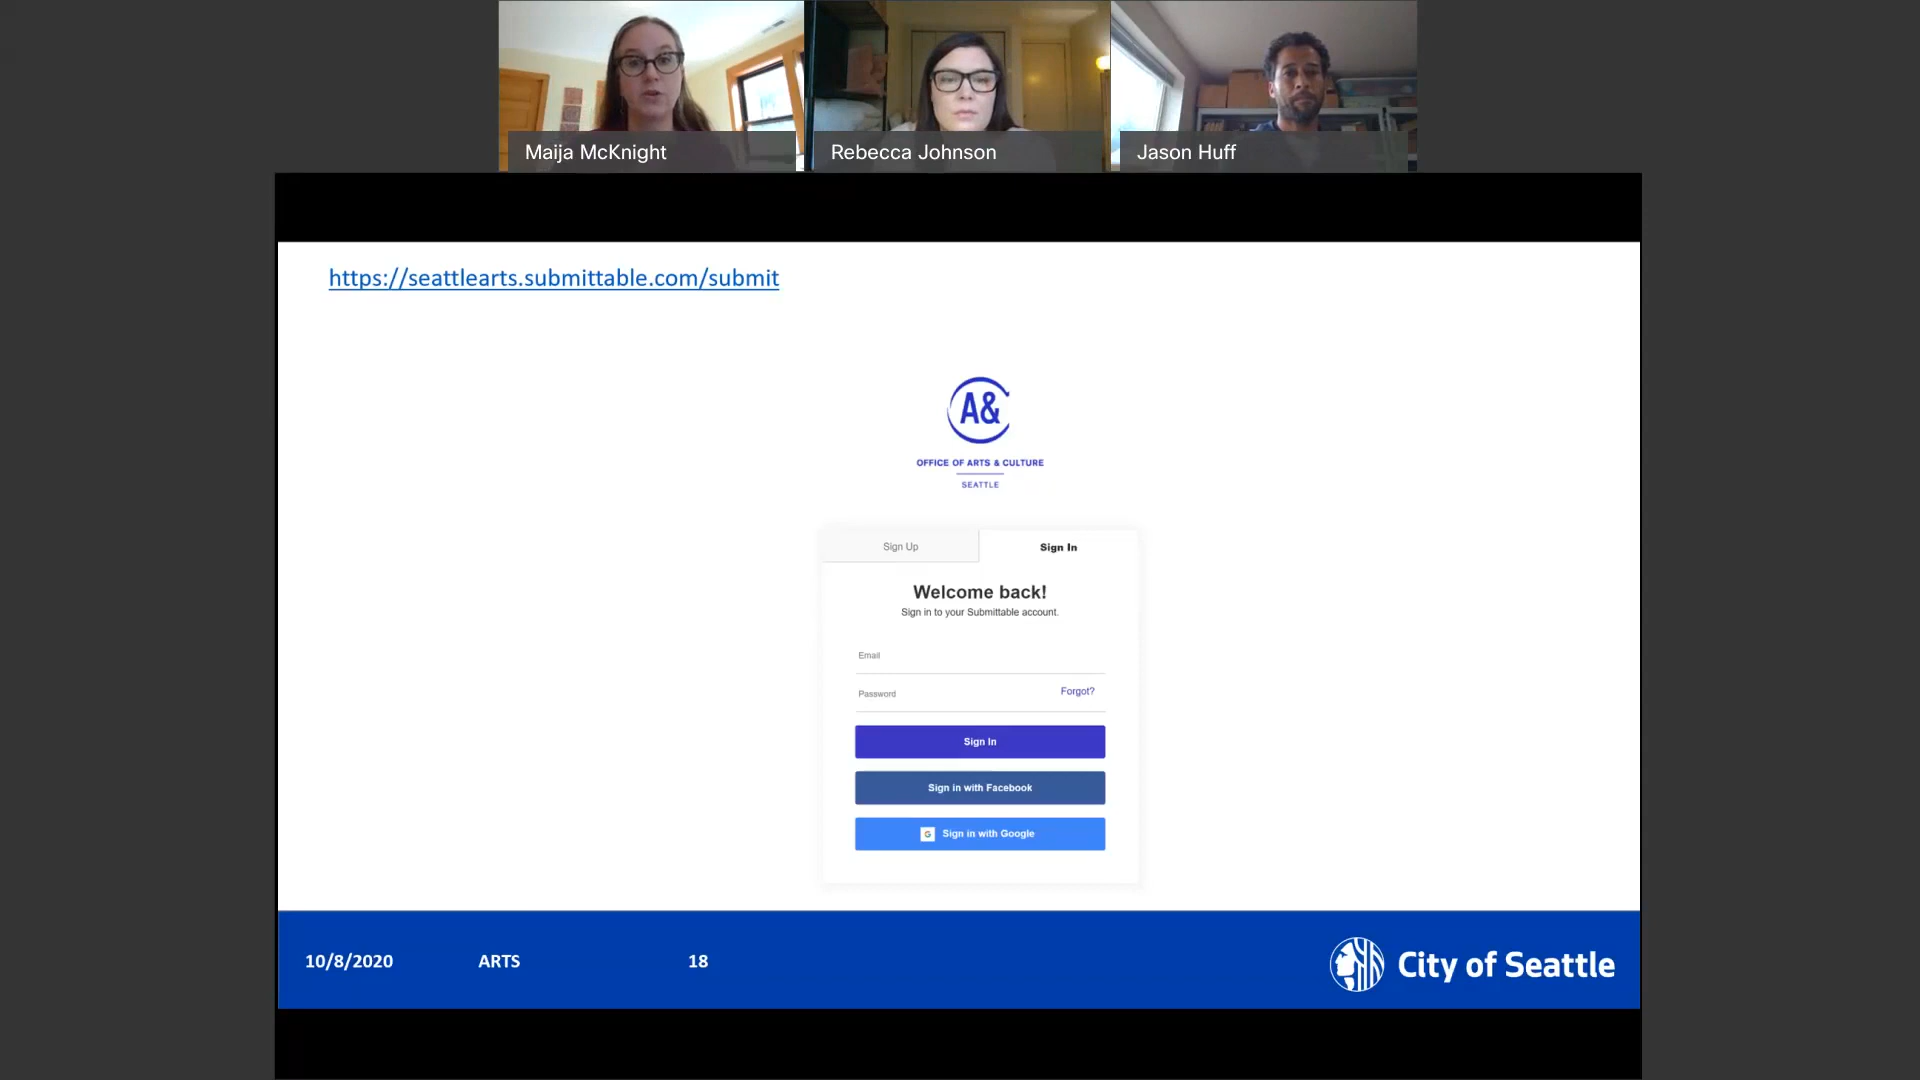 Maija McKnight
Rebecca Johnson
Jason Huff
https://seattlearts.submittable.com/submit
A&
OFFICE OF ARTS & CULTURE
SEATTLE
Sign Up
Sign In
Welcome back!
Sign in to your Submittable account.
Email
Password
Forgot?
Sign In
Sign in with Facebook
G Sign in with Google
10/8/2020
ARTS
18
City of Seattle